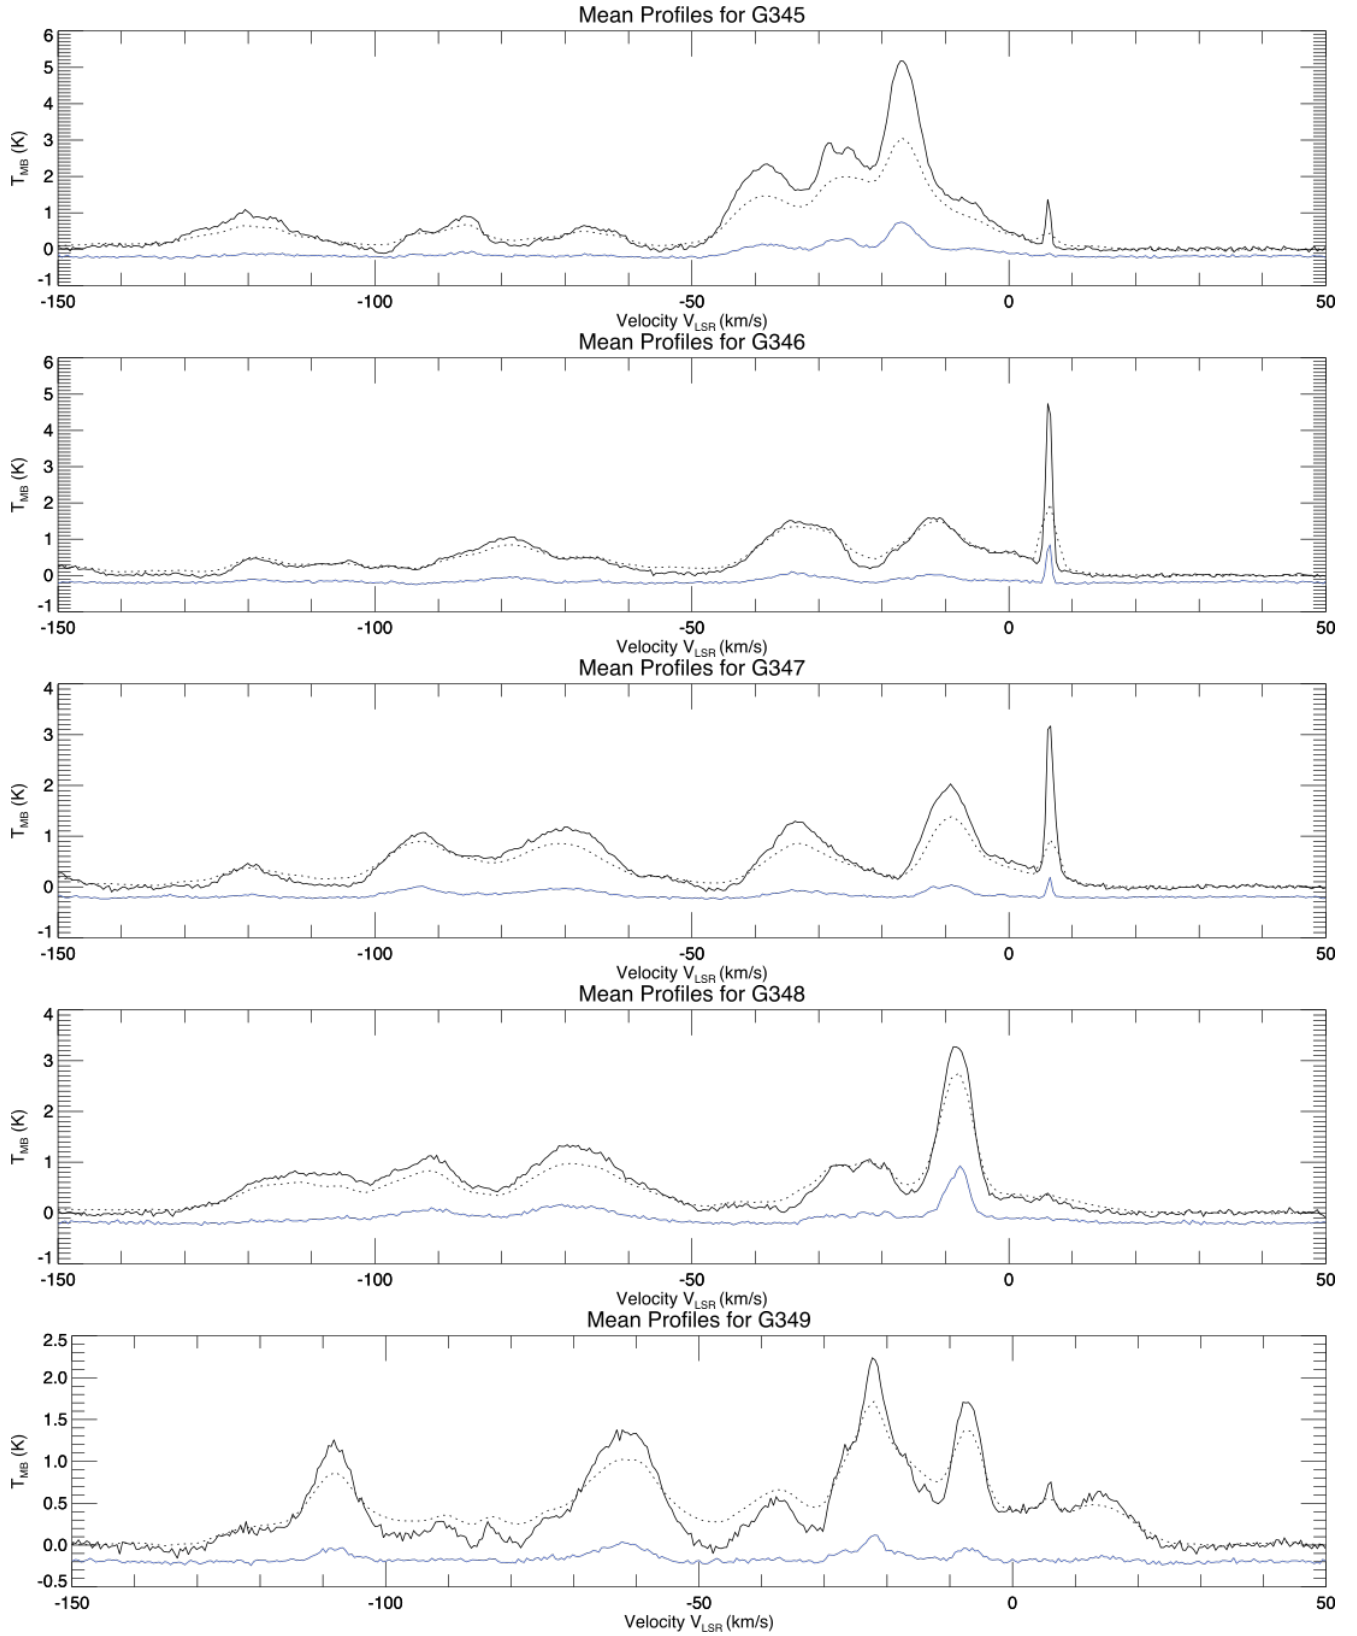 Mean Profiles for G345
6
5
4
3
2
1
0
-1
T_MB (K)
-150 -100 -50 0 50
Velocity V_LSR (km/s)
Mean Profiles for G346
6
5
4
3
2
1
0
-1
T_MB (K)
-150 -100 -50 0 50
Velocity V_LSR (km/s)
Mean Profiles for G347
4
3
2
1
0
-1
T_MB (K)
-150 -100 -50 0 50
Velocity V_LSR (km/s)
Mean Profiles for G348
4
3
2
1
0
-1
T_MB (K)
-150 -100 -50 0 50
Velocity V_LSR (km/s)
Mean Profiles for G349
2.5
2.0
1.5
1.0
0.5
0.0
-0.5
T_MB (K)
-150 -100 -50 0 50
Velocity V_LSR (km/s)